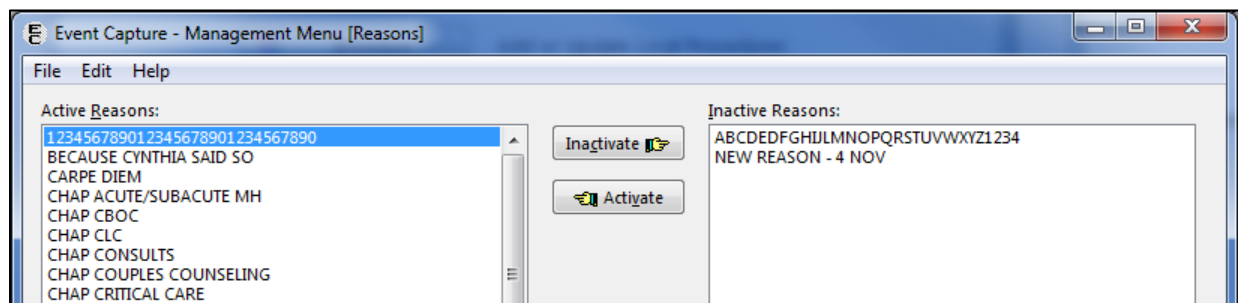 Event Capture - Management Menu [Reasons]
File Edit Help
Active Reasons:
123456789012345678901234567890
BECAUSE CYNTHIA SAID SO
CARPE DIEM
CHAP ACUTE/SUBACUTE MH
CHAP CBOC
CHAP CLC
CHAP CONSULTS
CHAP COUPLES COUNSELING
CHAP CRITICAL CARE
Inactivate
Activate
Inactive Reasons:
ABCDEDFGHIJLMNOPQRSTUVWXYZ1234
NEW REASON - 4 NOV